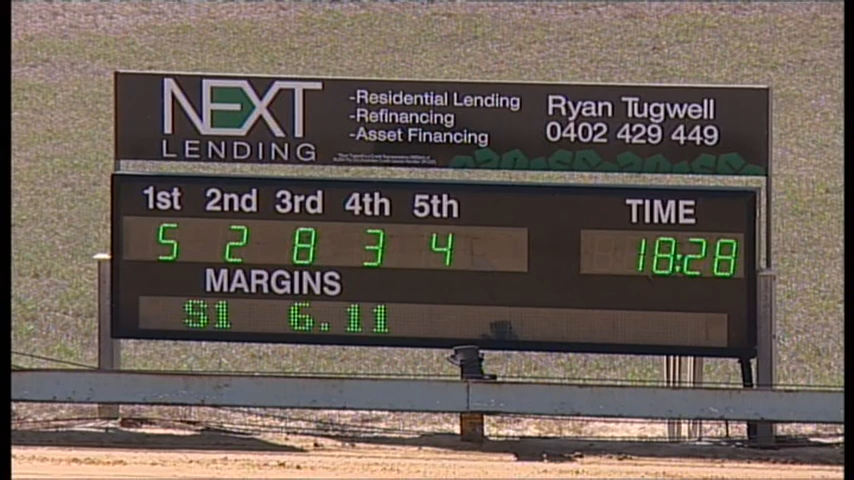 NEXT
LENDING
-Residential Lending
-Refinancing
-Asset Financing
Ryan Tugwell
0402 429 449
1st 2nd 3rd 4th 5th TIME
5 2 8 3 4 18:28
MARGINS
S1 6.11